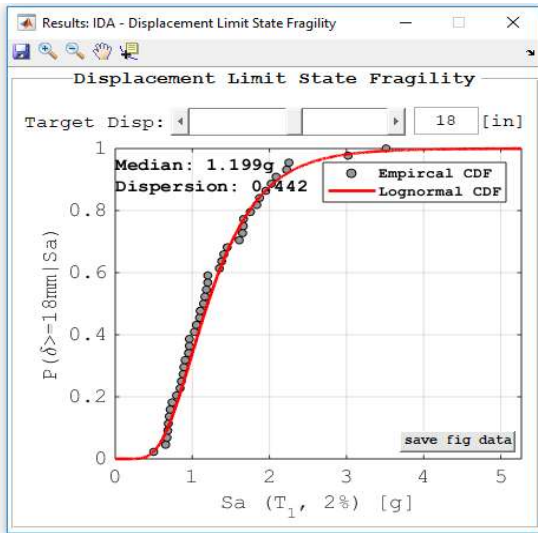 Results: IDA - Displacement Limit State Fragility
Displacement Limit State Fragility
Target Disp: 18 [in]
Median: 1.199g
Dispersion: 0.442
Empircal CDF
Lognormal CDF
P(δ>=18mm|Sa)
1
0.8
0.6
0.4
0.2
0
save fig data
0 1 2 3 4 5
Sa (T1, 2%) [g]